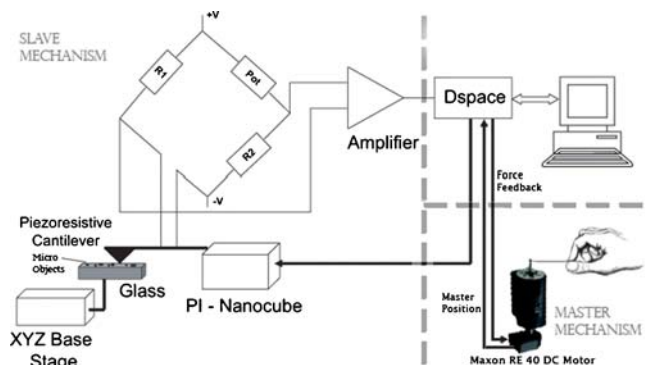 SLAVE
MECHANISM
+V
R1
Pot
R2
-V
Amplifier
Dspace
Force
Feedback
Piezoresistive
Cantilever
Micro
Objects
Glass
PI - Nanocube
XYZ Base
Stage
Master
Position
MASTER
MECHANISM
Maxon RE 40 DC Motor